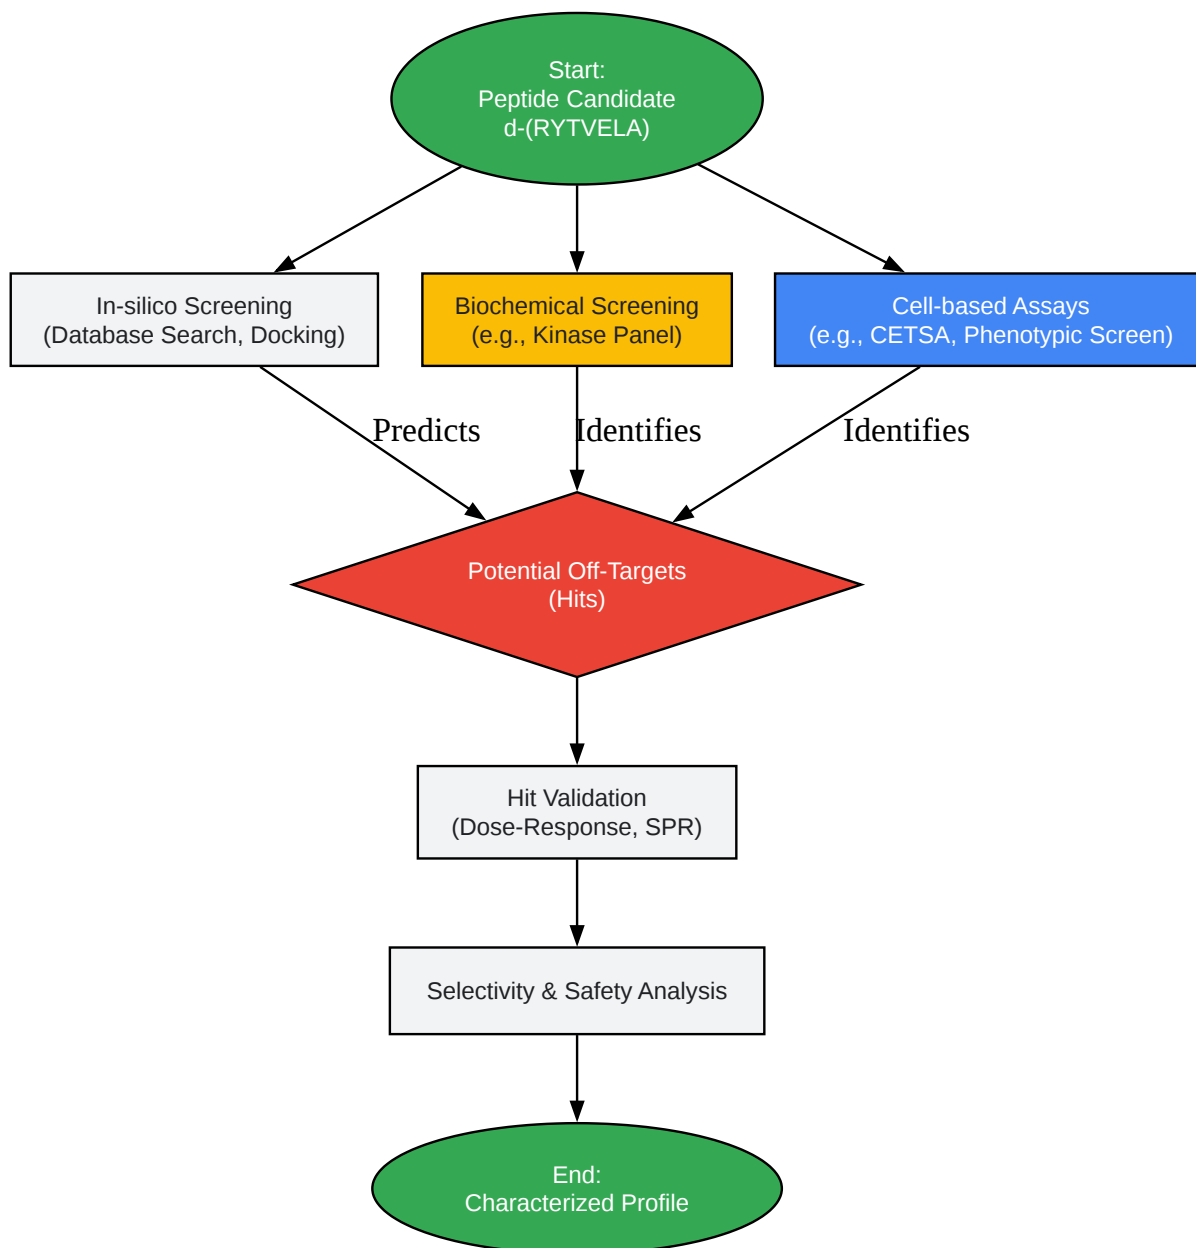 Start:
Peptide Candidate
d-(RYTVELA)
In-silico Screening
(Database Search, Docking)
Biochemical Screening
(e.g., Kinase Panel)
Cell-based Assays
(e.g., CETSA, Phenotypic Screen)
Predicts
Identifies
Identifies
Potential Off-Targets
(Hits)
Hit Validation
(Dose-Response, SPR)
Selectivity & Safety Analysis
End:
Characterized Profile